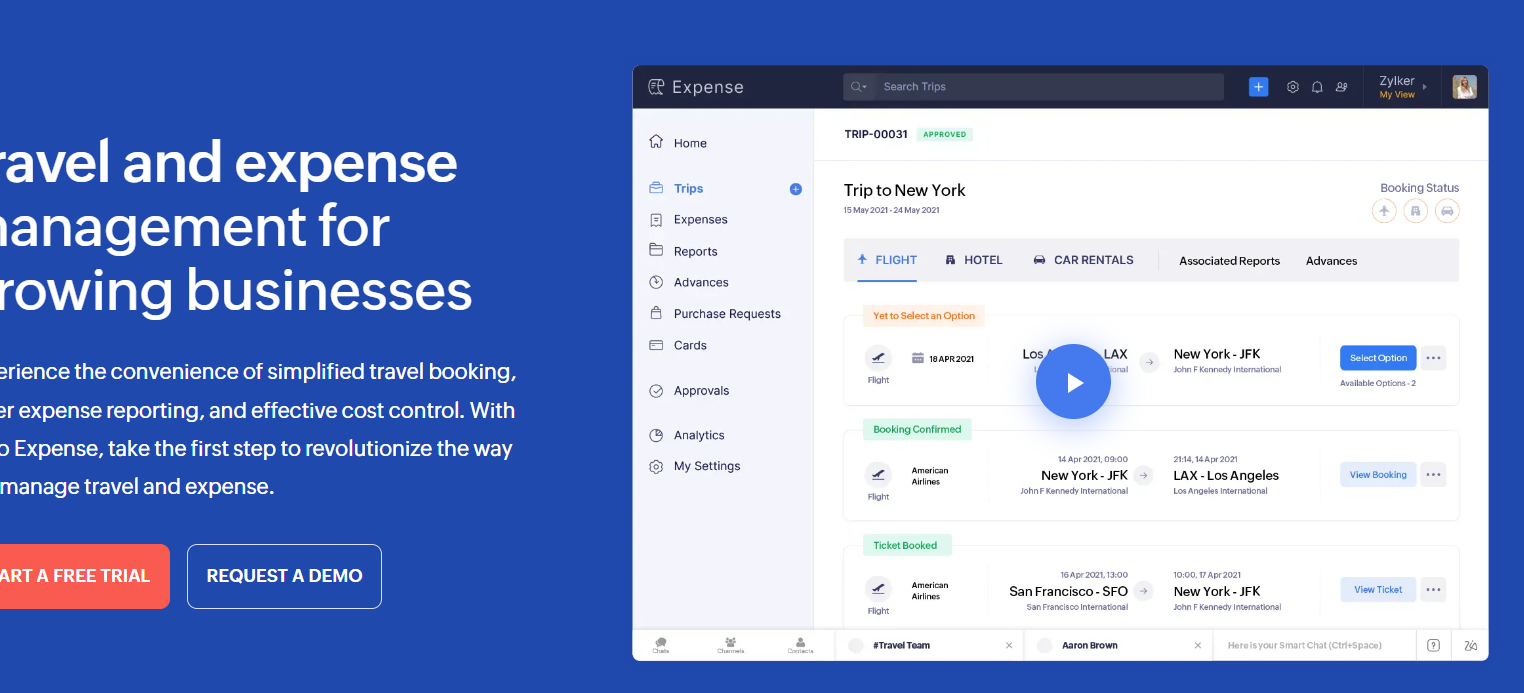 ravel and expense
anagement for
rowing businesses
erience the convenience of simplified travel booking,
er expense reporting, and effective cost control. With
o Expense, take the first step to revolutionize the way
manage travel and expense.
ART A FREE TRIAL
REQUEST A DEMO
Expense
Search Trips
Zylker
My View
Home
Trips
Expenses
Reports
Advances
Purchase Requests
Cards
Approvals
Analytics
My Settings
TRIP-00031 APPROVED
Trip to New York
15 May 2021 - 24 May 2021
Booking Status
FLIGHT HOTEL CAR RENTALS Associated Reports Advances
Yet to Select an Option
Flight
18 APR 2021
Los A LAX
International
New York - JFK
John F Kennedy International
Select Option
Available Options - 2
Booking Confirmed
Flight
American
Airlines
14 Apr 2021, 09:00
New York - JFK
John F Kennedy International
21:14, 14 Apr 2021
LAX - Los Angeles
Los Angeles International
View Booking
Ticket Booked
Flight
American
Airlines
16 Apr 2021, 13:00
San Francisco - SFO
San Francisco International
10:00, 17 Apr 2021
New York - JFK
John F Kennedy International
View Ticket
Chats
Channels
Contacts
#Travel Team
Aaron Brown
Here is your Smart Chat (Ctrl+Space)